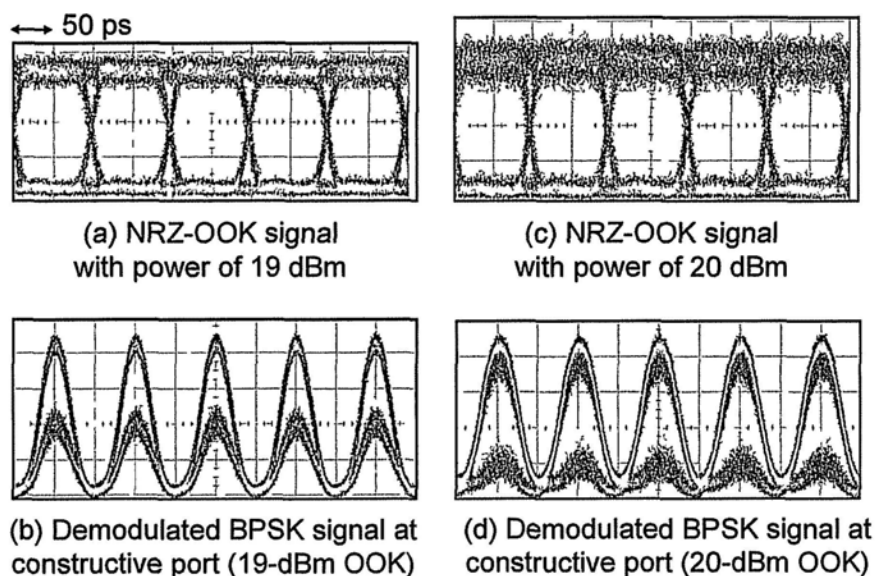 50 ps
(a) NRZ-OOK signal
with power of 19 dBm
(c) NRZ-OOK signal
with power of 20 dBm
(b) Demodulated BPSK signal at
constructive port (19-dBm OOK)
(d) Demodulated BPSK signal at
constructive port (20-dBm OOK)